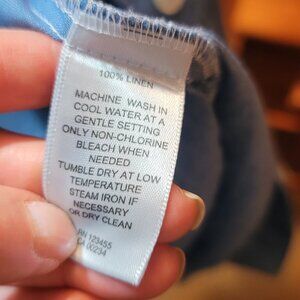 100% LINEN
MACHINE WASH IN
COOL WATER AT A
GENTLE SETTING
ONLY NON-CHLORINE
BLEACH WHEN
NEEDED
TUMBLE DRY AT LOW
TEMPERATURE
STEAM IRON IF
NECESSARY
OR DRY CLEAN
RN 123455
CA 00234